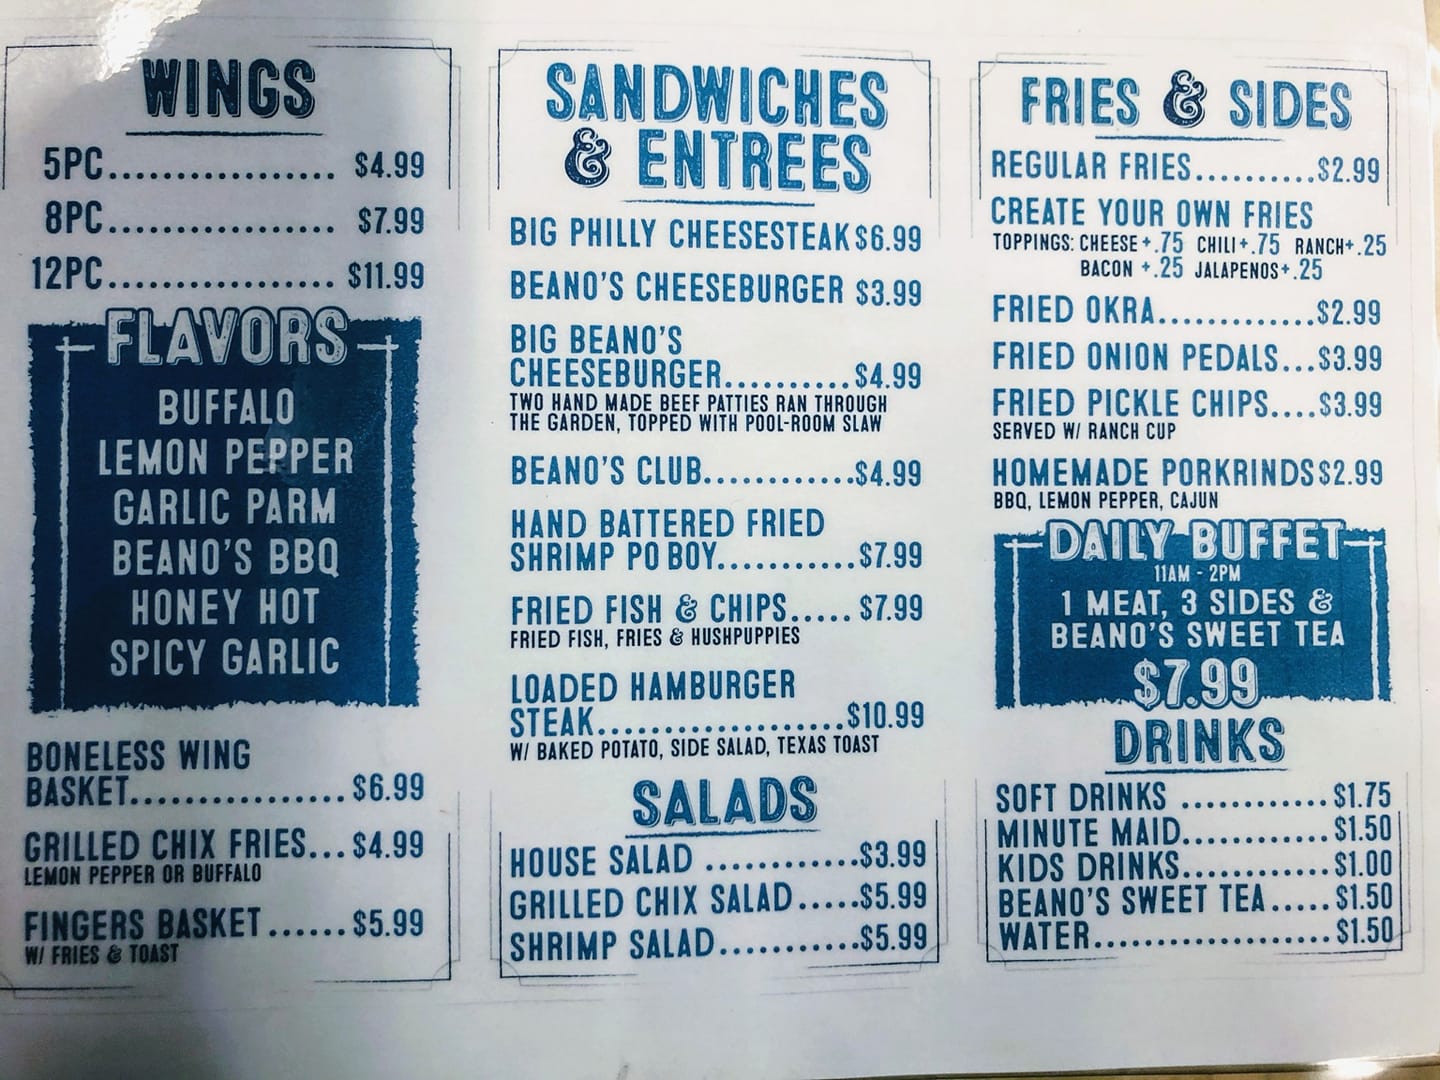 WINGS
5PC................. $4.99
8PC................. $7.99
12PC................. $11.99
FLAVORS
BUFFALO
LEMON PEPPER
GARLIC PARM
BEANO'S BBQ
HONEY HOT
SPICY GARLIC
BONELESS WING
BASKET................ $6.99
GRILLED CHIX FRIES... $4.99
LEMON PEPPER OR BUFFALO
FINGERS BASKET ...... $5.99
W/ FRIES & TOAST
SANDWICHES
& ENTREES
BIG PHILLY CHEESESTEAK $6.99
BEANO'S CHEESEBURGER $3.99
BIG BEANO'S
CHEESEBURGER..........$4.99
TWO HAND MADE BEEF PATTIES RAN THROUGH
THE GARDEN, TOPPED WITH POOL-ROOM SLAW
BEANO'S CLUB...........$4.99
HAND BATTERED FRIED
SHRIMP PO BOY..........$7.99
FRIED FISH & CHIPS..... $7.99
FRIED FISH, FRIES & HUSHPUPPIES
LOADED HAMBURGER
STEAK..................$10.99
W/ BAKED POTATO, SIDE SALAD, TEXAS TOAST
SALADS
HOUSE SALAD ...........$3.99
GRILLED CHIX SALAD.....$5.99
SHRIMP SALAD..........$5.99
FRIES & SIDES
REGULAR FRIES..........$2.99
CREATE YOUR OWN FRIES
TOPPINGS: CHEESE +.75 CHILI+.75 RANCH+.25
BACON +.25 JALAPENOS+.25
FRIED OKRA.............$2.99
FRIED ONION PEDALS...$3.99
FRIED PICKLE CHIPS....$3.99
SERVED W/ RANCH CUP
HOMEMADE PORKRINDS $2.99
BBQ, LEMON PEPPER, CAJUN
DAILY BUFFET
11AM - 2PM
1 MEAT, 3 SIDES &
BEANO'S SWEET TEA
$7.99
DRINKS
SOFT DRINKS ............$1.75
MINUTE MAID............$1.50
KIDS DRINKS............$1.00
BEANO'S SWEET TEA.....$1.50
WATER...................$1.50